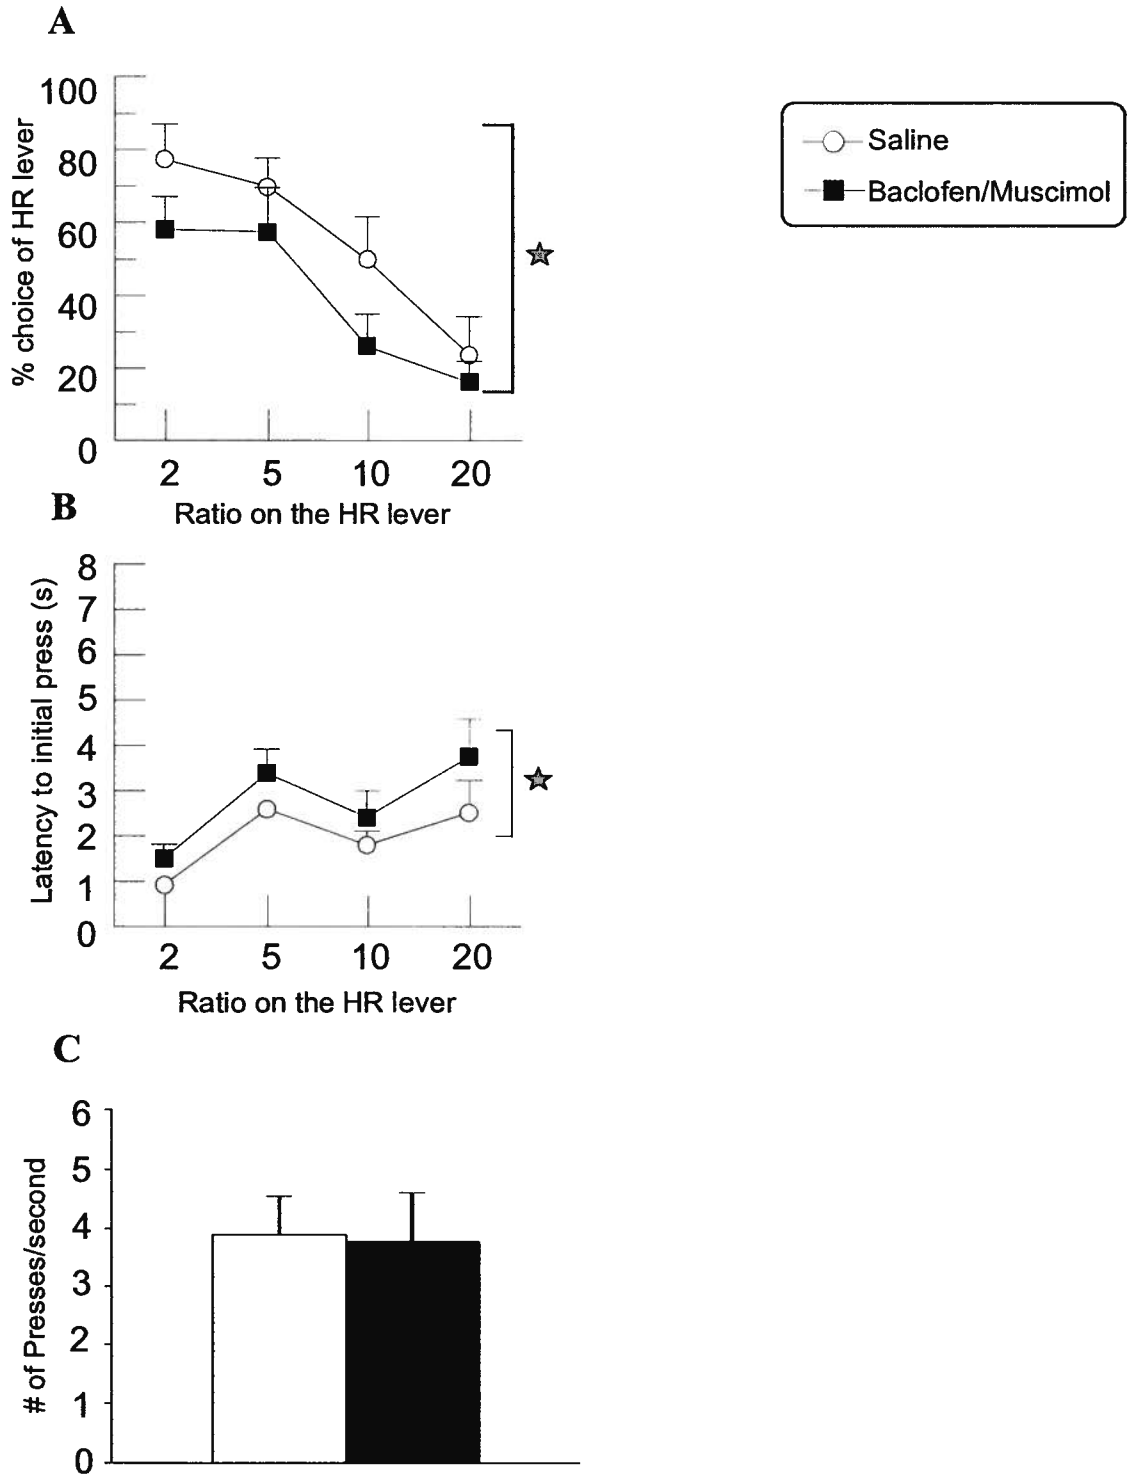 A
100
80
60
40
20
0
% choice of HR lever
2 5 10 20
Ratio on the HR lever
Saline
Baclofen/Muscimol
B
8
7
6
5
4
3
2
1
0
Latency to initial press (s)
2 5 10 20
Ratio on the HR lever
C
6
5
4
3
2
1
0
# of Presses/second